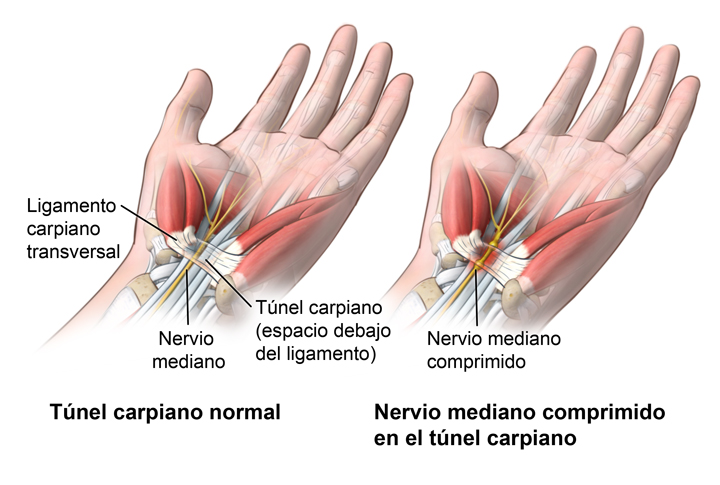 Ligamento
carpiano
transversal
Nervio
mediano
Túnel carpiano
(espacio debajo
del ligamento)
Túnel carpiano normal
Nervio mediano
comprimido
Nervio mediano comprimido
en el túnel carpiano